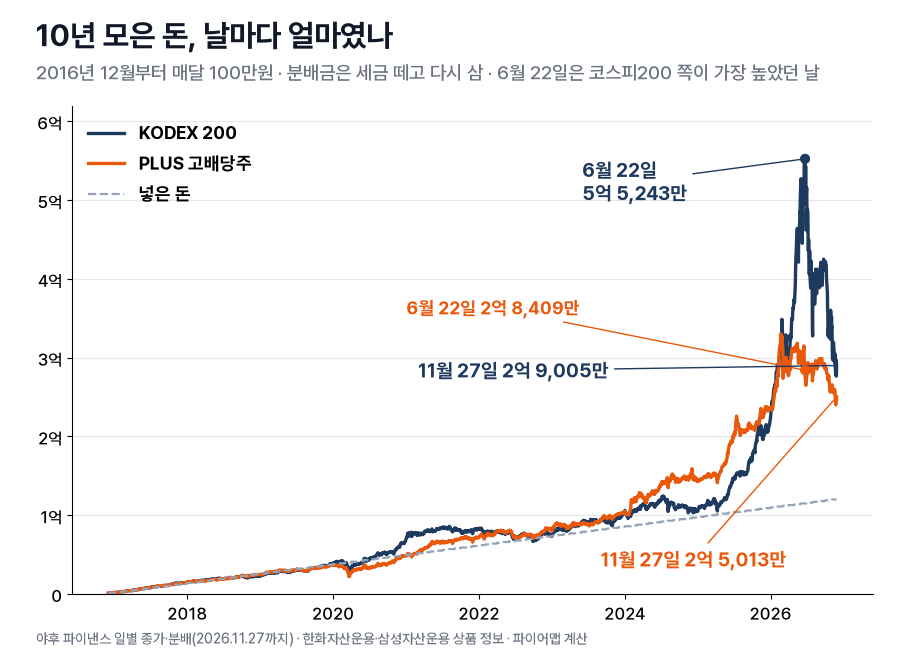 10년 모은 돈, 날마다 얼마였나
2016년 12월부터 매달 100만원 · 분배금은 세금 떼고 다시 삼 · 6월 22일은 코스피200 쪽이 가장 높았던 날
6억
5억
4억
3억
2억
1억
0
KODEX 200
PLUS 고배당주
넣은 돈
6월 22일
5억 5,243만
6월 22일 2억 8,409만
11월 27일 2억 9,005만
11월 27일 2억 5,013만
2018
2020
2022
2024
2026
야후 파이낸스 일별 종가·분배(2026.11.27까지) · 한화자산운용·삼성자산운용 상품 정보 · 파이어맵 계산